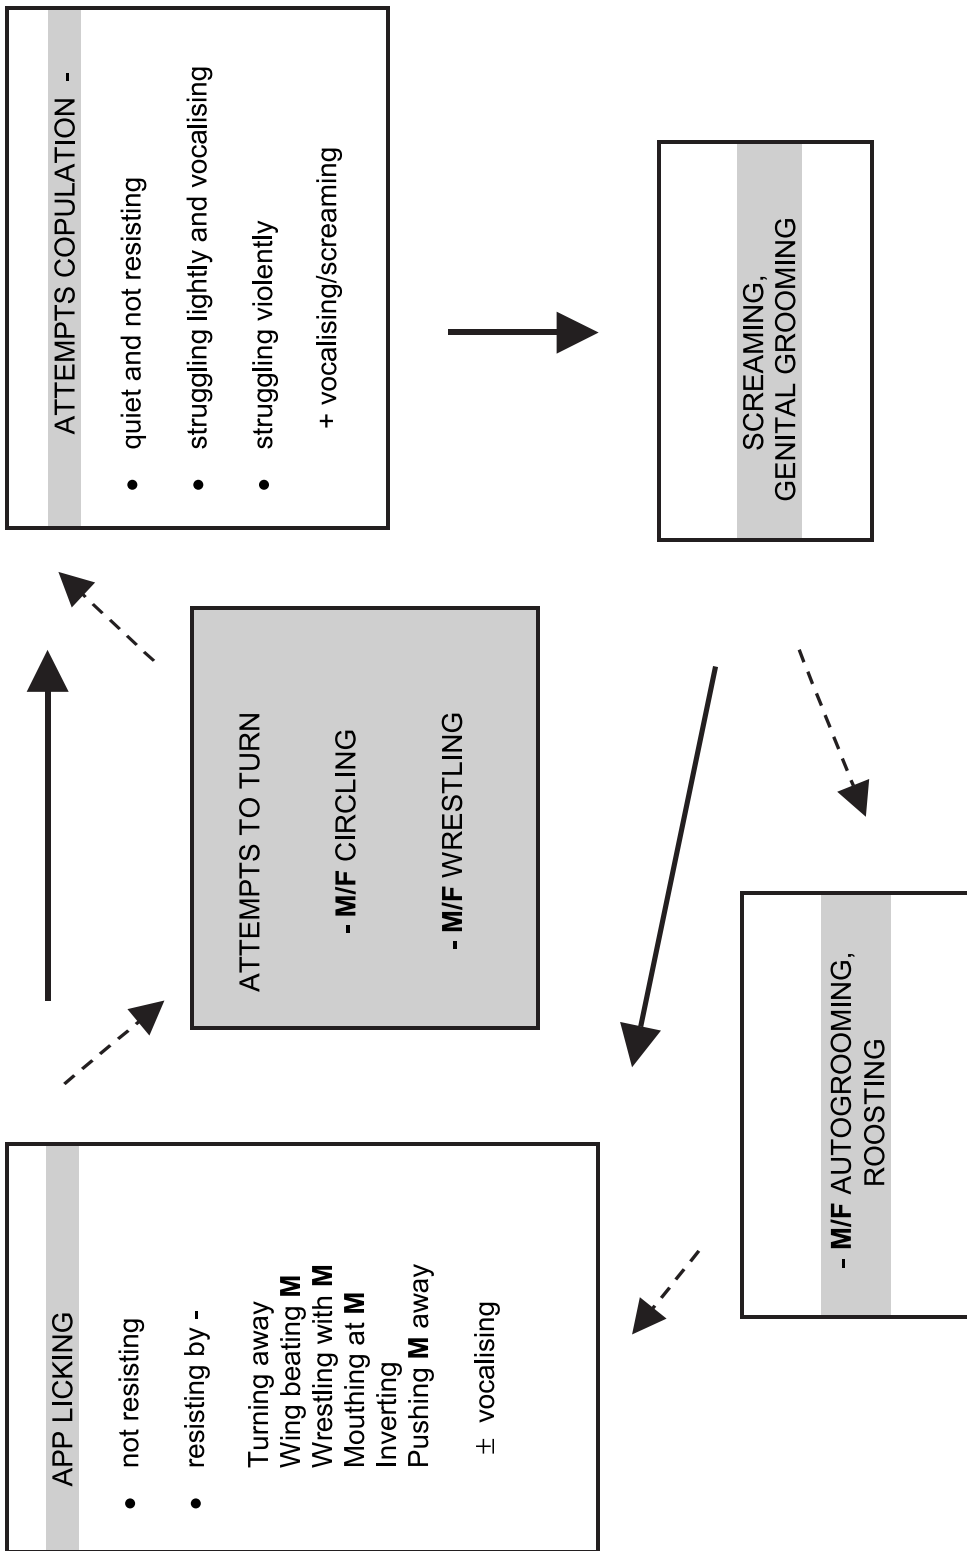 APP LICKING
• not resisting
• resisting by -
Turning away
Wing beating M
Wrestling with M
Mouthing at M
Inverting
Pushing M away
± vocalising
ATTEMPTS TO TURN
- M/F CIRCLING
- M/F WRESTLING
ATTEMPTS COPULATION -
• quiet and not resisting
• struggling lightly and vocalising
• struggling violently
+ vocalising/screaming
SCREAMING,
GENITAL GROOMING
- M/F AUTOGROOMING,
ROOSTING